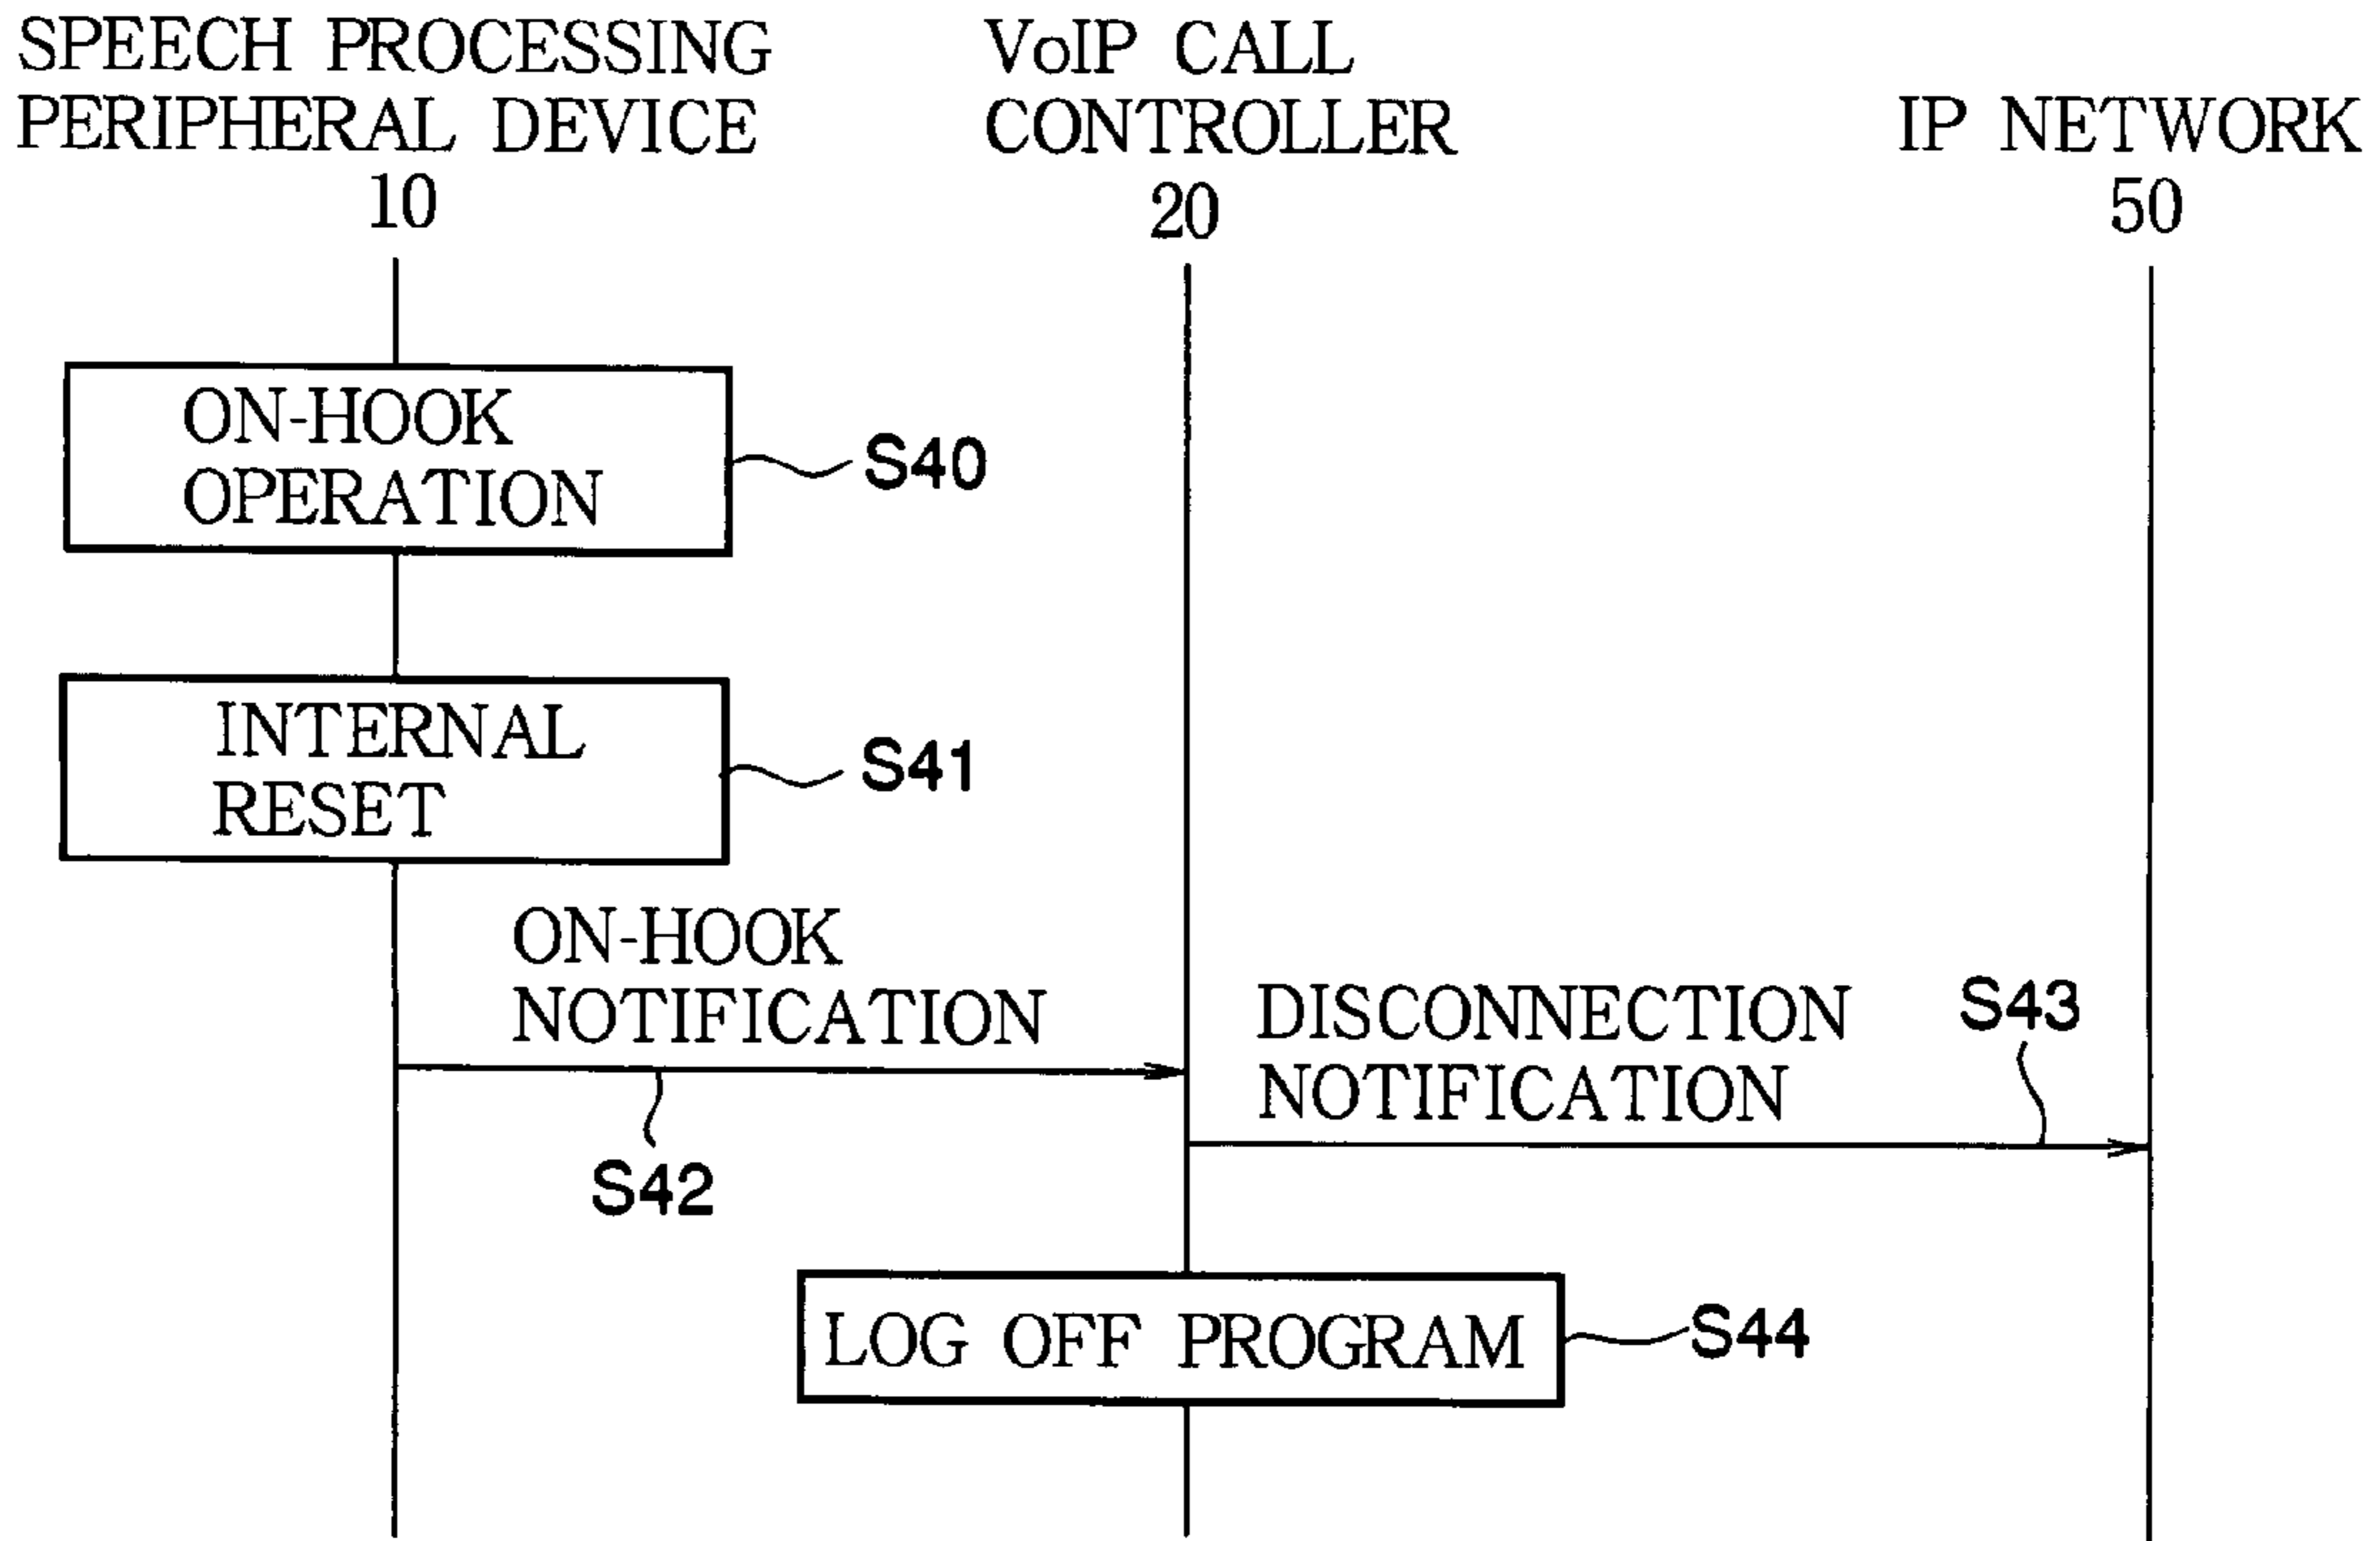 SPEECH PROCESSING
PERIPHERAL DEVICE
10
VoIP CALL
CONTROLLER
20
IP NETWORK
50
ON-HOOK
OPERATION
S40
INTERNAL
RESET
S41
ON-HOOK
NOTIFICATION
S42
DISCONNECTION
NOTIFICATION
S43
LOG OFF PROGRAM
S44